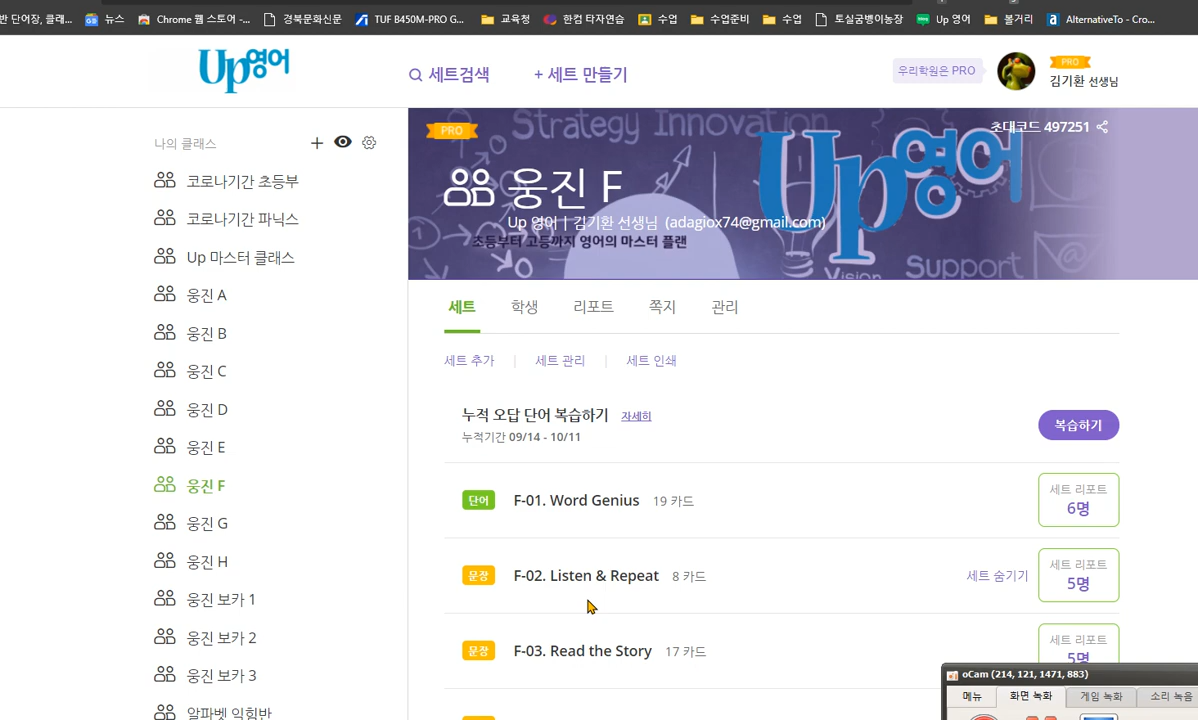 반 단어장, 클래...
뉴스
Chrome 웹 스토어 -...
경북문화신문
TUF B450M-PRO G...
교육청
한컴 타자연습
수업
수업준비
수업
토실굼벵이농장
Up 영어
볼거리
AlternativeTo - Cro...
Up영어
세트검색
+ 세트 만들기
우리학원은 PRO
PRO
김기환 선생님
나의 클래스
코로나기간 초등부
코로나기간 파닉스
Up 마스터 클래스
웅진 A
웅진 B
웅진 C
웅진 D
웅진 E
웅진 F
웅진 G
웅진 H
웅진 보카 1
웅진 보카 2
웅진 보카 3
알파벳 익힘반
PRO
Strategy Innovation
초대코드 497251
웅진 F
Up영어
Up 영어 | 김기환 선생님 (adagiox74@gmail.com)
초등부터 고등까지 영어의 마스터 플랜
Vision
Support
세트
학생
리포트
쪽지
관리
세트 추가
세트 관리
세트 인쇄
누적 오답 단어 복습하기 자세히
누적기간 09/14 - 10/11
복습하기
단어 F-01. Word Genius 19 카드
세트 리포트
6명
문장 F-02. Listen & Repeat 8 카드
세트 숨기기
세트 리포트
5명
문장 F-03. Read the Story 17 카드
세트 리포트
5명
oCam (214, 121, 1471, 883)
메뉴
화면 녹화
게임 녹화
소리 녹음